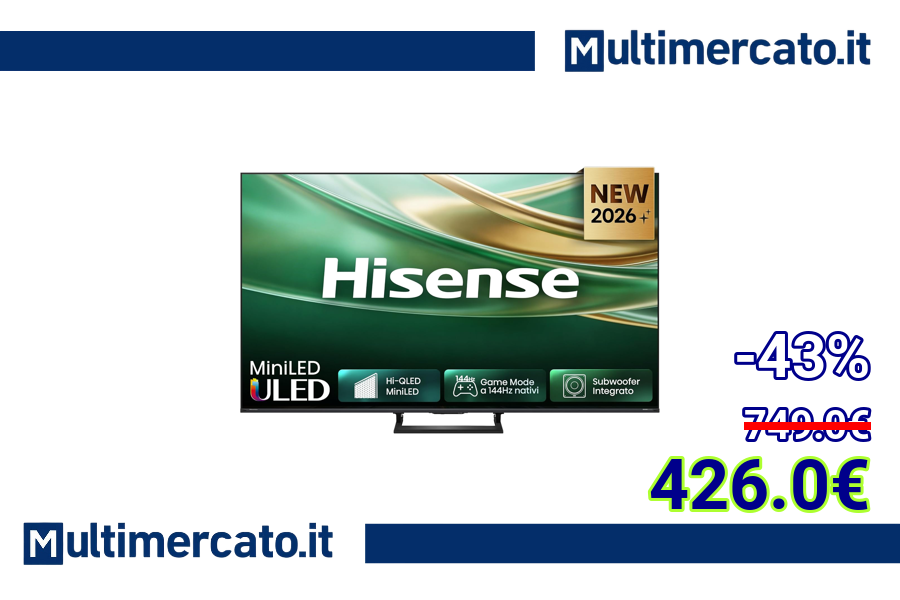 Multimercato.it
NEW
2026+
Hisense
MiniLED
ULED
Hi-QLED
MiniLED
144Hz
Game Mode
a 144Hz nativi
Subwoofer
Integrato
-43%
749.0€
426.0€
Multimercato.it